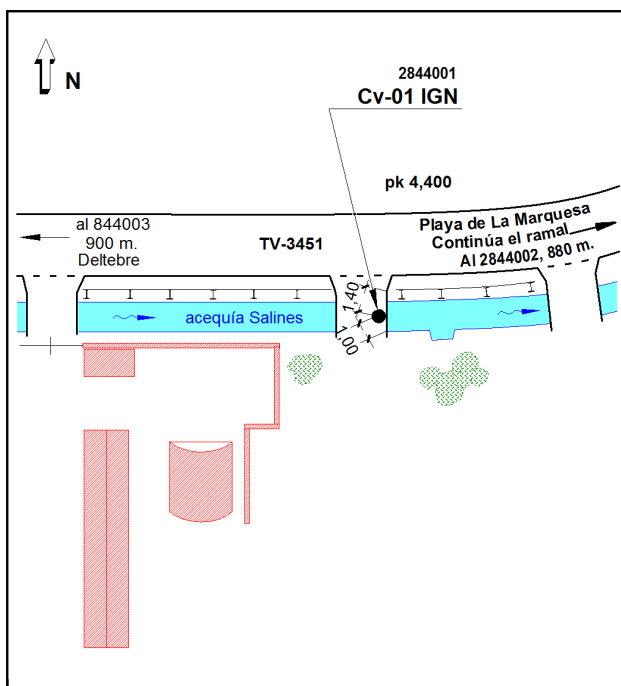 N
2844001
Cv-01 IGN
pk 4,400
al 844003
900 m.
Deltebre
TV-3451
Playa de La Marquesa
Continúa el ramal
Al 2844002, 880 m.
1,40
1,00
acequía Salines